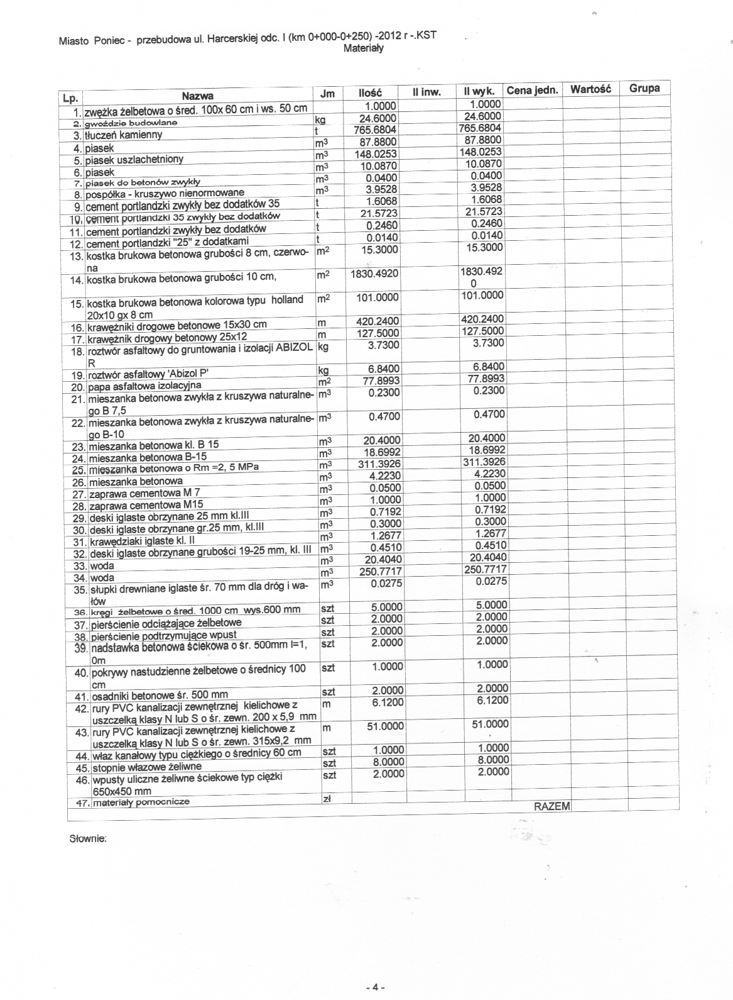 Miasto Poniec - przebudowa ul. Harcerskiej odc. I (km 0+000-0+250) -2012 r -.KST
Materiały
Lp. Nazwa Jm Ilość Il inw. Il wyk. Cena jedn. Wartość Grupa
1. zwężka żelbetowa o śred. 100x 60 cm i ws. 50 cm 1.0000 1.0000
2. gwoździe budowlane kg 24.6000 24.6000
3. tłuczeń kamienny t 765.6804 765.6804
4. piasek m3 87.8800 87.8800
5. piasek uszlachetniony m3 148.0253 148.0253
6. piasek m3 10.0870 10.0870
7. piasek do betonów zwykły m3 0.0400 0.0400
8. pospółka - kruszywo nienormowane m3 3.9528 3.9528
9. cement portlandzki zwykły bez dodatków 35 t 1.6068 1.6068
10. cement portlandzki 35 zwykły bez dodatków t 21.5723 21.5723
11. cement portlandzki zwykły bez dodatków t 0.2460 0.2460
12. cement portlandzki "25" z dodatkami t 0.0140 0.0140
13. kostka brukowa betonowa grubości 8 cm, czerwo- m2 15.3000 15.3000
na
14. kostka brukowa betonowa grubości 10 cm, m2 1830.4920 1830.492
0
15. kostka brukowa betonowa kolorowa typu holland m2 101.0000 101.0000
20x10 gx 8 cm
16. krawężniki drogowe betonowe 15x30 cm m 420.2400 420.2400
17. krawężnik drogowy betonowy 25x12 m 127.5000 127.5000
18. roztwór asfaltowy do gruntowania i izolacji ABIZOL kg 3.7300 3.7300
R
19. roztwór asfaltowy 'Abizol P' kg 6.8400 6.8400
20. papa asfaltowa izolacyjna m2 77.8993 77.8993
21. mieszanka betonowa zwykła z kruszywa naturalne- m3 0.2300 0.2300
go B 7,5
22. mieszanka betonowa zwykła z kruszywa naturalne- m3 0.4700 0.4700
go B-10
23. mieszanka betonowa kl. B 15 m3 20.4000 20.4000
24. mieszanka betonowa B-15 m3 18.6992 18.6992
25. mieszanka betonowa o Rm =2, 5 MPa m3 311.3926 311.3926
26. mieszanka betonowa m3 4.2230 4.2230
27. zaprawa cementowa M 7 m3 0.0500 0.0500
28. zaprawa cementowa M15 m3 1.0000 1.0000
29. deski iglaste obrzynane 25 mm kl.III m3 0.7192 0.7192
30. deski iglaste obrzynane gr.25 mm, kl.III m3 0.3000 0.3000
31. krawędziaki iglaste kl. II m3 1.2677 1.2677
32. deski iglaste obrzynane grubości 19-25 mm, kl. III m3 0.4510 0.4510
33. woda m3 20.4040 20.4040
34. woda m3 250.7717 250.7717
35. słupki drewniane iglaste śr. 70 mm dla dróg i wa- m3 0.0275 0.0275
łów
36. kręgi żelbetowe o śred. 1000 cm wys.600 mm szt 5.0000 5.0000
37. pierścienie odciążające żelbetowe szt 2.0000 2.0000
38. pierścienie podtrzymujące wpust szt 2.0000 2.0000
39. nadstawka betonowa ściekowa o śr. 500mm l=1, szt 2.0000 2.0000
0m
40. pokrywy nastudzienne żelbetowe o średnicy 100 szt 1.0000 1.0000
cm
41. osadniki betonowe śr. 500 mm szt 2.0000 2.0000
42. rury PVC kanalizacji zewnętrznej kielichowe z m 6.1200 6.1200
uszczelką klasy N lub S o śr. zewn. 200 x 5,9 mm
43. rury PVC kanalizacji zewnętrznej kielichowe z m 51.0000 51.0000
uszczelką klasy N lub S o śr. zewn. 315x9,2 mm
44. właz kanałowy typu ciężkiego o średnicy 60 cm szt 1.0000 1.0000
45. stopnie włazowe żeliwne szt 8.0000 8.0000
46. wpusty uliczne żeliwne ściekowe typ ciężki szt 2.0000 2.0000
650x450 mm
47. materiały pomocnicze zł
RAZEM
Słownie:
- 4 -